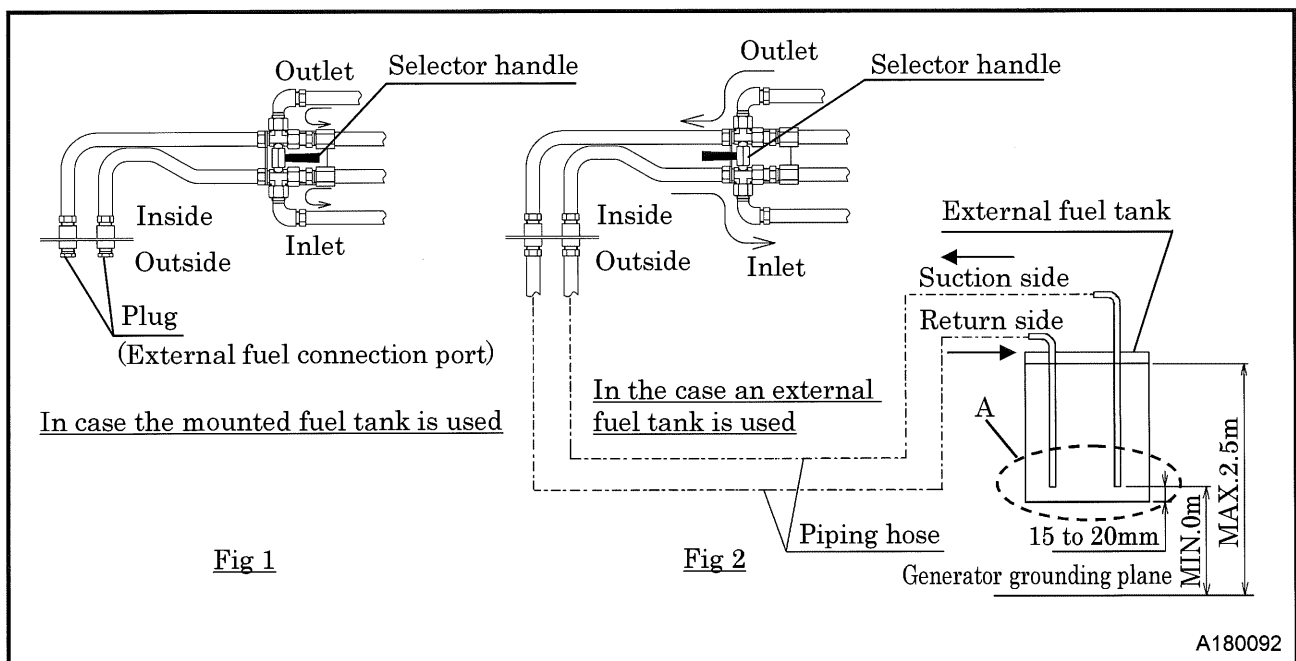 Outlet
Selector handle
Inside
Outside
Inlet
Plug
(External fuel connection port)
In case the mounted fuel tank is used
Fig 1
Outlet
Selector handle
Inside
Outside
Inlet
External fuel tank
Suction side
Return side
In the case an external
fuel tank is used
A
Piping hose
15 to 20mm
MIN.0m
MAX.2.5m
Generator grounding plane
Fig 2
A180092